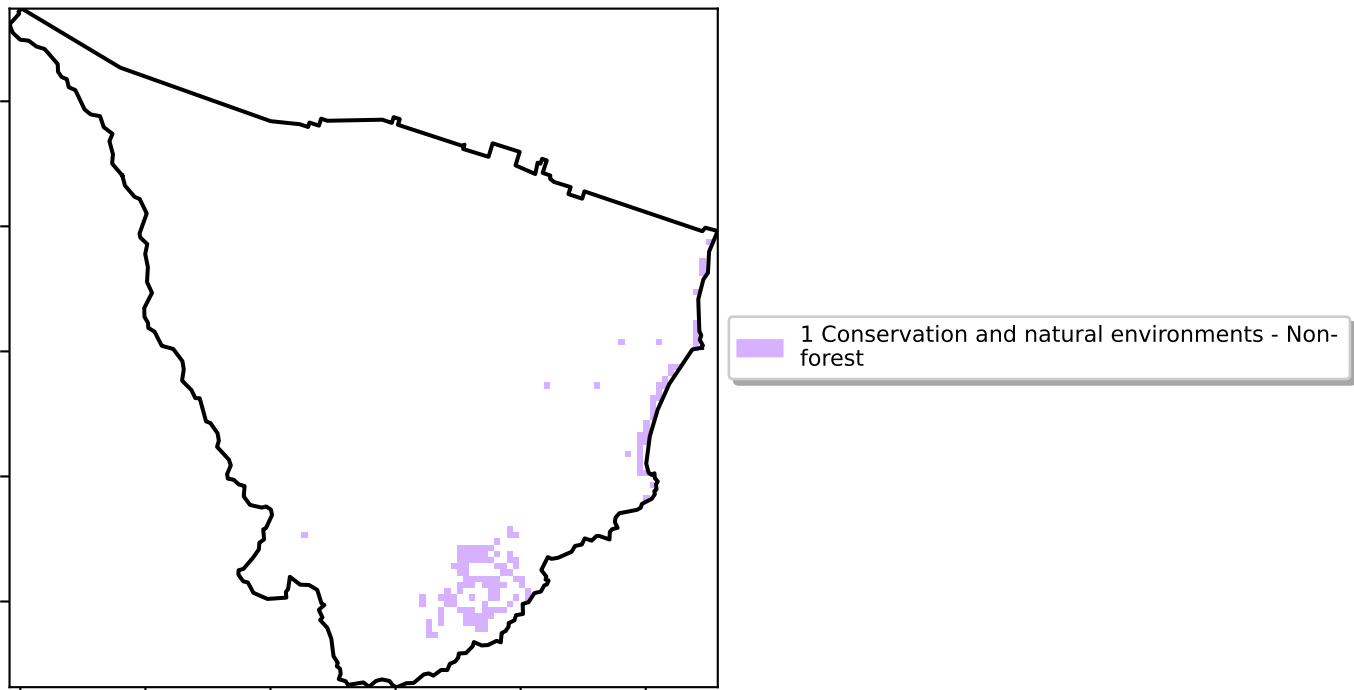 1 Conservation and natural environments - Non-
forest